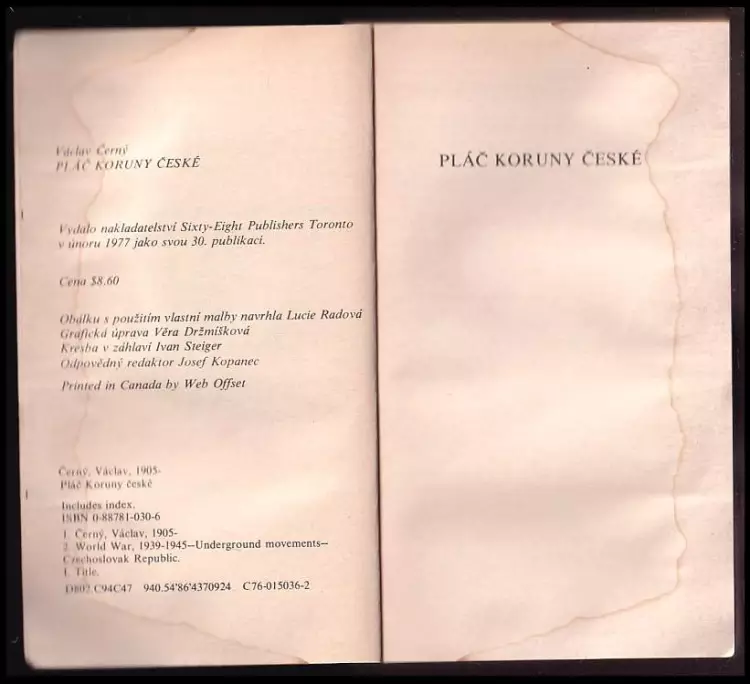 Václav Černý
PLÁČ KORUNY ČESKÉ
Vydalo nakladatelství Sixty-Eight Publishers Toronto
v únoru 1977 jako svou 30. publikaci.
Cena $8.60
Obálku s použitím vlastní malby navrhla Lucie Radová
Grafická úprava Věra Držmíšková
Kresba v záhlaví Ivan Steiger
Odpovědný redaktor Josef Kopanec
Printed in Canada by Web Offset
Černý, Václav, 1905-
Pláč Koruny české
Includes index.
ISBN 0-88781-030-6
1. Černý, Václav, 1905-
2. World War, 1939-1945—Underground movements—
Czechoslovak Republic.
I. Title.
D802.C94C47 940.54'86'4370924 C76-015036-2
PLÁČ KORUNY ČESKÉ